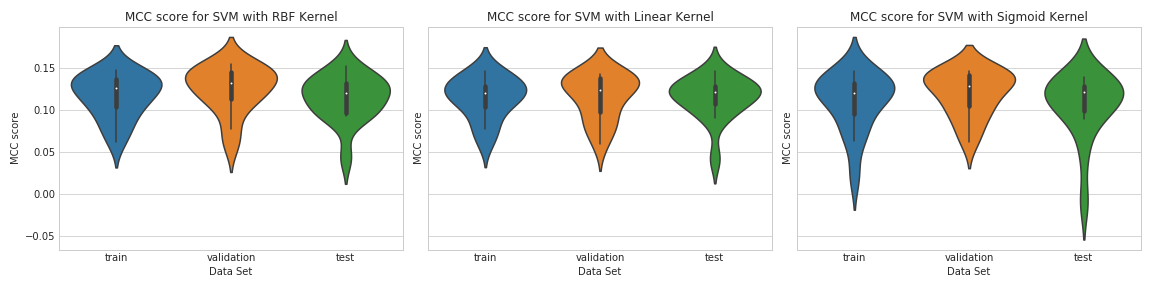 MCC score for SVM with RBF Kernel
MCC score
0.15
0.10
0.05
0.00
−0.05
train
validation
test
Data Set
MCC score for SVM with Linear Kernel
MCC score
train
validation
test
Data Set
MCC score for SVM with Sigmoid Kernel
MCC score
train
validation
test
Data Set